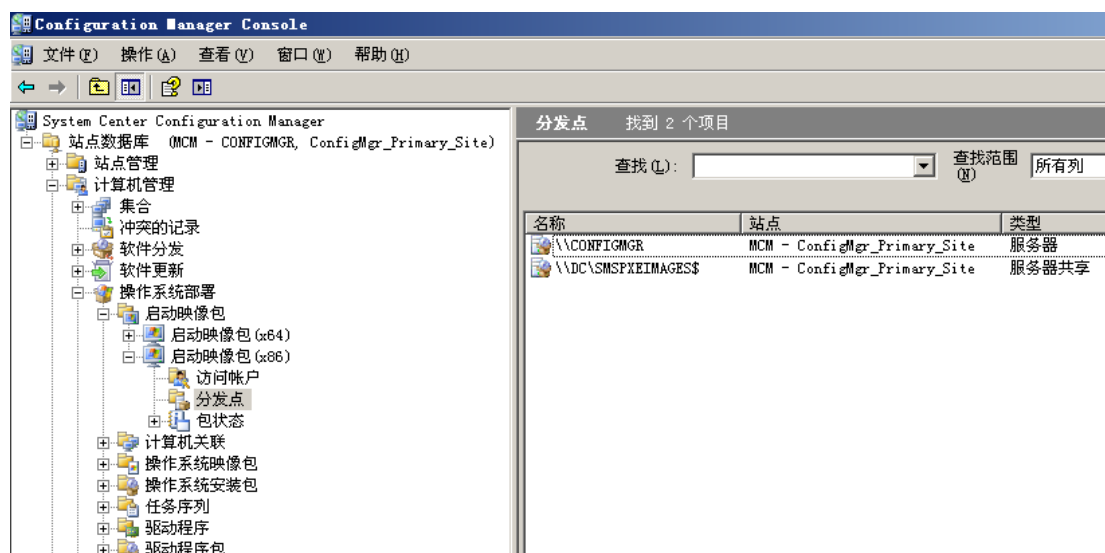 Configuration Manager Console
文件(F) 操作(A) 查看(V) 窗口(W) 帮助(H)
System Center Configuration Manager
站点数据库 (MCM - CONFIGMGR, ConfigMgr_Primary_Site)
站点管理
计算机管理
集合
冲突的记录
软件分发
软件更新
操作系统部署
启动映像包
启动映像包(x64)
启动映像包(x86)
访问帐户
分发点
包状态
计算机关联
操作系统映像包
操作系统安装包
任务序列
驱动程序
驱动程序包
分发点 找到 2 个项目
查找(L): 查找范围(N) 所有列
名称 站点 类型
\\CONFIGMGR MCM - ConfigMgr_Primary_Site 服务器
\\DC\SMSPXEIMAGES$ MCM - ConfigMgr_Primary_Site 服务器共享